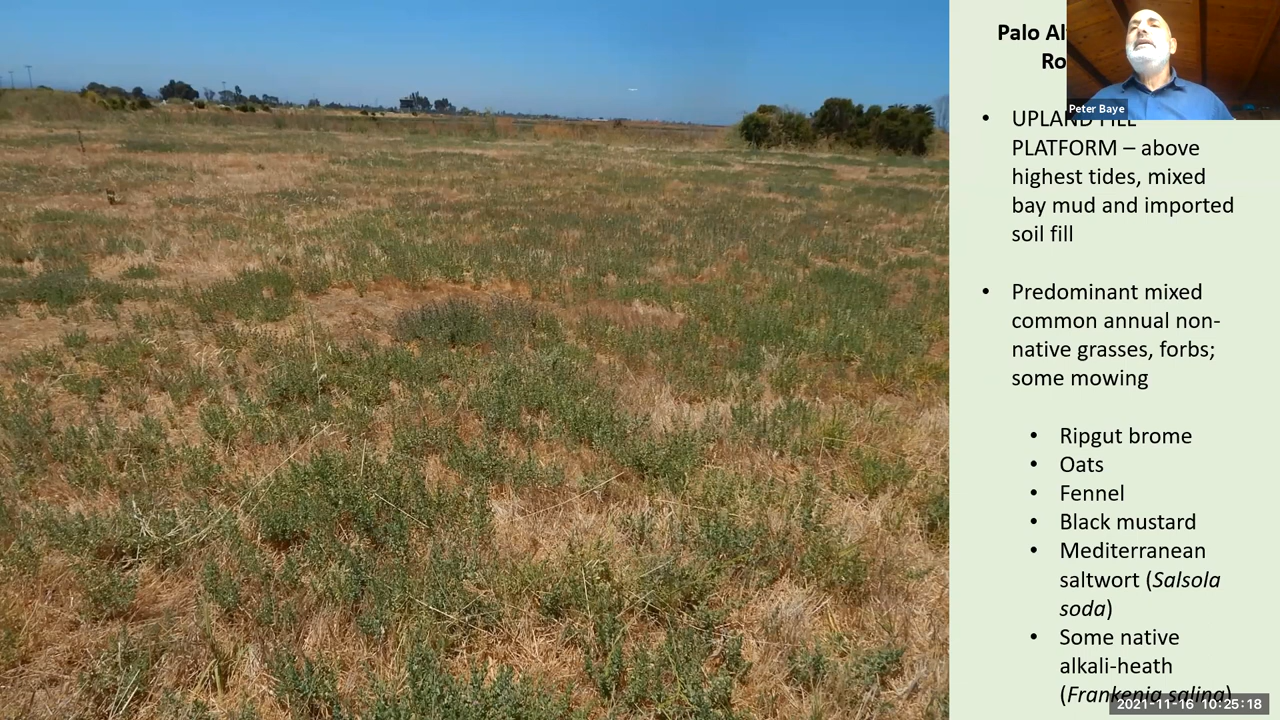 Palo Al
Ro
Peter Baye
• UPLAND FILL
PLATFORM – above
highest tides, mixed
bay mud and imported
soil fill
• Predominant mixed
common annual non-
native grasses, forbs;
some mowing
• Ripgut brome
• Oats
• Fennel
• Black mustard
• Mediterranean
saltwort (Salsola
soda)
• Some native
alkali-heath
(Frankenia salina)
2021-11-16 10:25:18